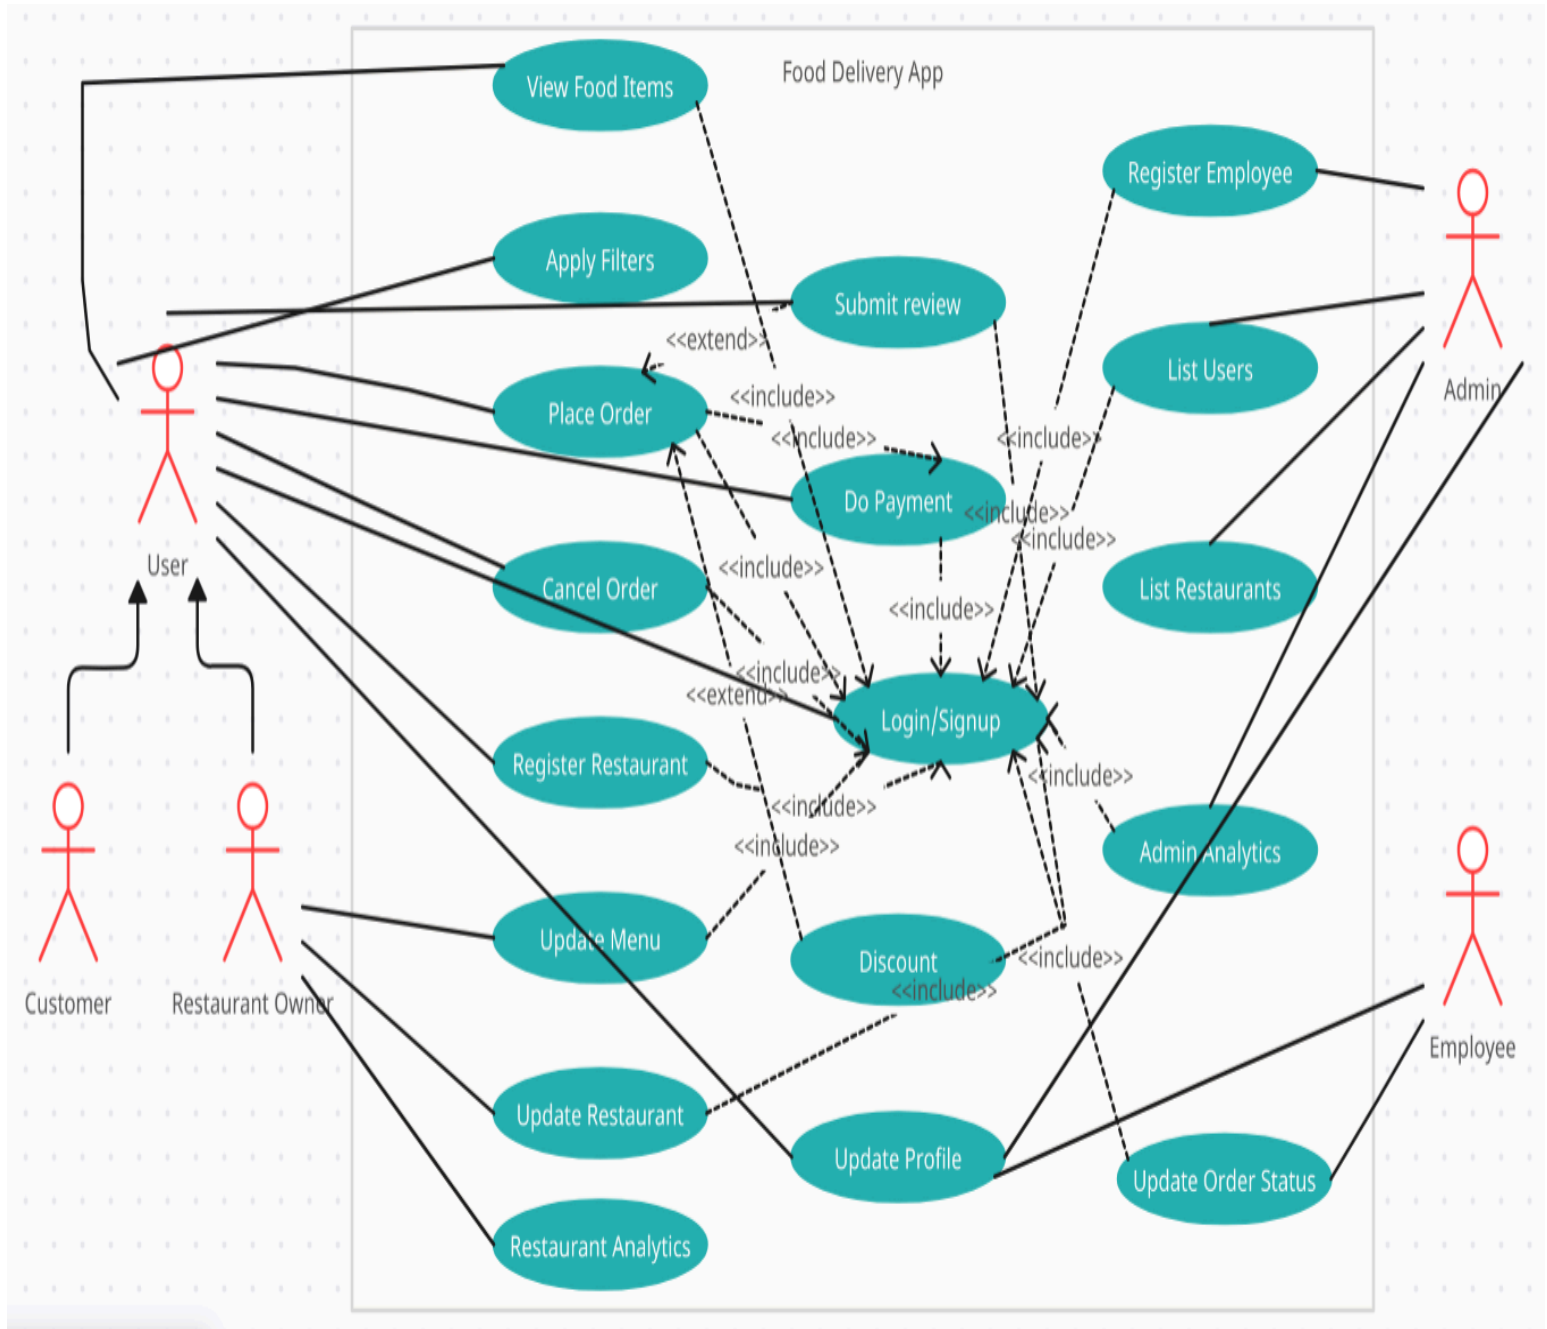 Food Delivery App
View Food Items
Register Employee
Apply Filters
Submit review
<<extend>>
List Users
Admin
<<include>>
Place Order
<<include>>
<<include>>
Do Payment
<<include>>
<<include>>
User
<<include>>
Cancel Order
List Restaurants
<<include>>
<<include>>
<<extend>>
Login/Signup
Register Restaurant
<<include>>
<<include>>
<<include>>
Admin Analytics
Update Menu
Discount
<<include>>
<<include>>
Customer
Restaurant Owner
Employee
Update Restaurant
Update Profile
Update Order Status
Restaurant Analytics